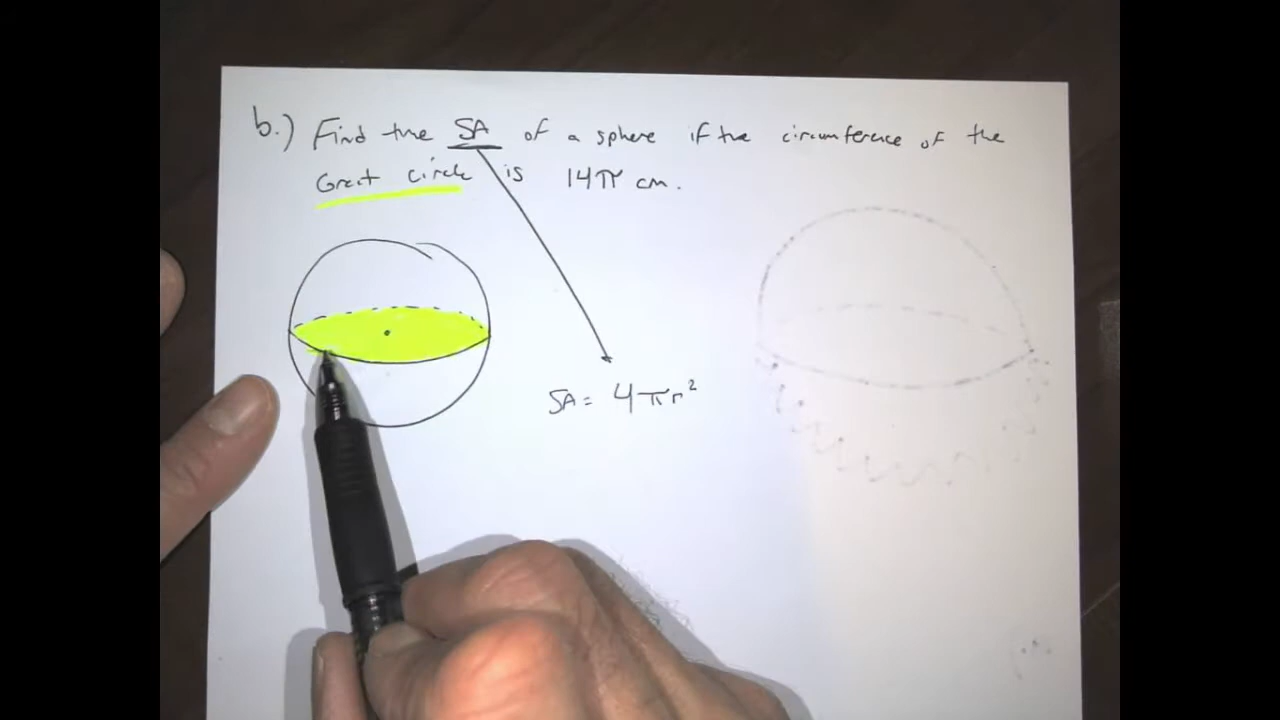 b.) Find the SA of a sphere if the circumference of the
Great circle is 14π cm.
SA = 4πr²